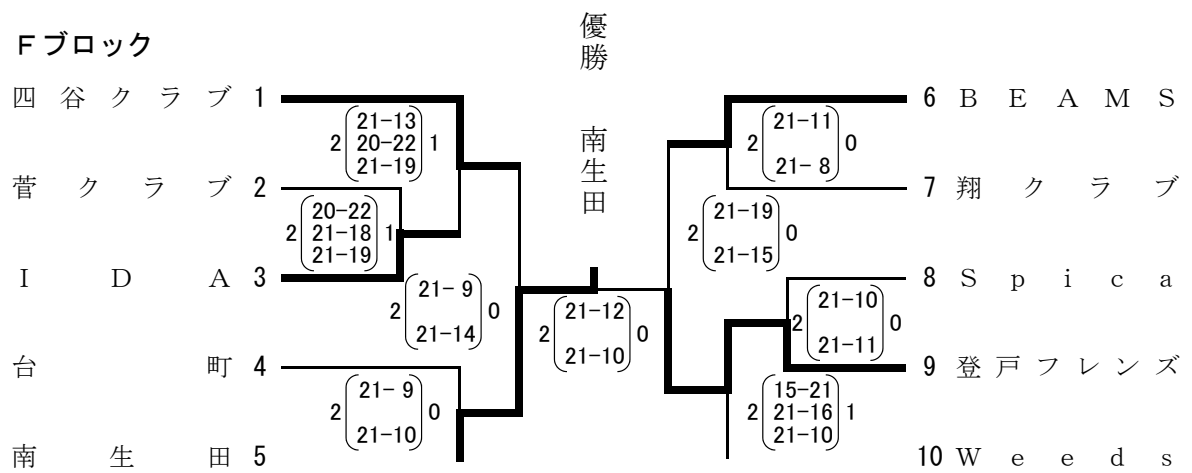 Fブロック
優勝 南生田
四谷クラブ 1
2 21-13 20-22 21-19 1
菅クラブ 2
2 20-22 21-18 21-19 1
IDA 3
2 21-9 21-14 0
台町 4
2 21-9 21-10 0
南生田 5
2 21-12 21-10 0
6 BEAMS
2 21-11 21-8 0
7 翔クラブ
2 21-19 21-15 0
8 Spica
2 21-10 21-11 0
9 登戸フレンズ
2 15-21 21-16 21-10 1
10 Weeds